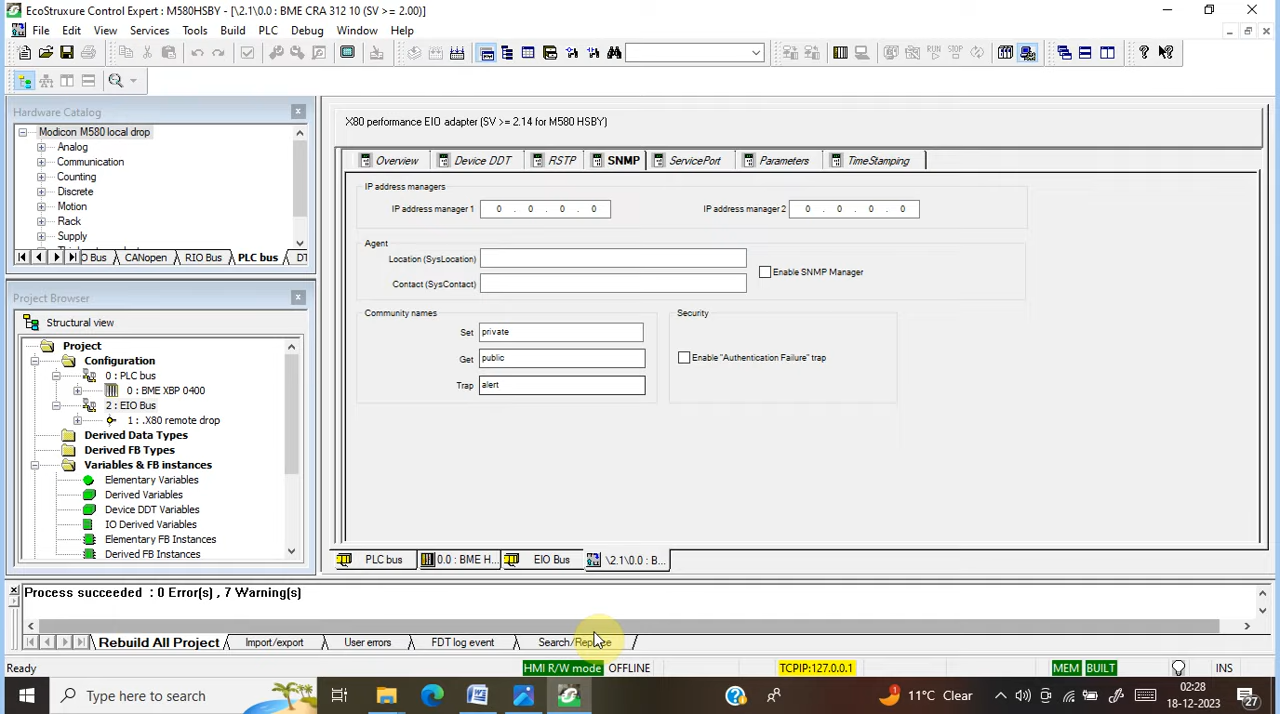 EcoStruxure Control Expert : M580HSBY - [\2.1\0.0 : BME CRA 312 10 (SV >= 2.00)]
File Edit View Services Tools Build PLC Debug Window Help
Hardware Catalog
Modicon M580 local drop
Analog
Communication
Counting
Discrete
Motion
Rack
Supply
O Bus CANopen RIO Bus PLC bus DT
Project Browser
Structural view
Project
Configuration
0 : PLC bus
0 : BME XBP 0400
2 : EIO Bus
1 : .X80 remote drop
Derived Data Types
Derived FB Types
Variables & FB instances
Elementary Variables
Derived Variables
Device DDT Variables
IO Derived Variables
Elementary FB Instances
Derived FB Instances
X80 performance EIO adapter (SV >= 2.14 for M580 HSBY)
Overview Device DDT RSTP SNMP ServicePort Parameters TimeStamping
IP address managers
IP address manager 1 0 . 0 . 0 . 0 IP address manager 2 0 . 0 . 0 . 0
Agent
Location (SysLocation)
Enable SNMP Manager
Contact (SysContact)
Community names
Set private
Get public
Trap alert
Security
Enable "Authentication Failure" trap
PLC bus 0.0 : BME H... EIO Bus \2.1\0.0 : B...
Process succeeded : 0 Error(s) , 7 Warning(s)
Rebuild All Project Import/export User errors FDT log event Search/Replace
Ready HMI R/W mode OFFLINE TCPIP:127.0.0.1 MEM BUILT INS
Type here to search 11°C Clear 02:28
18-12-2023 27